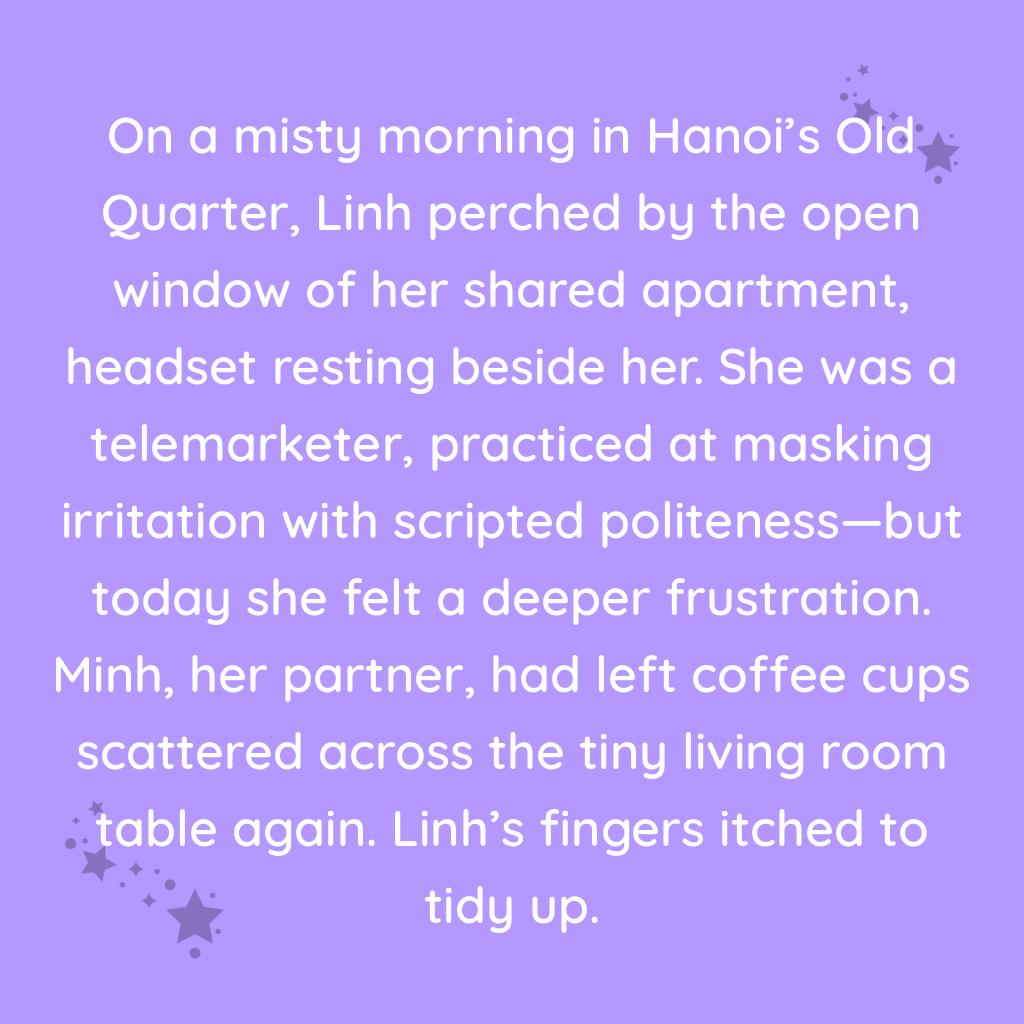 On a misty morning in Hanoi’s Old
Quarter, Linh perched by the open
window of her shared apartment,
headset resting beside her. She was a
telemarketer, practiced at masking
irritation with scripted politeness—but
today she felt a deeper frustration.
Minh, her partner, had left coffee cups
scattered across the tiny living room
table again. Linh’s fingers itched to
tidy up.